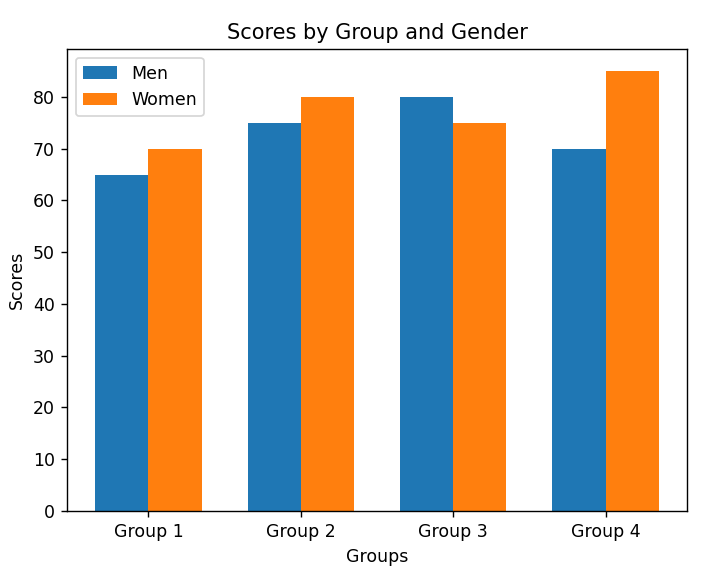 Scores by Group and Gender
Men
Women
80
70
60
50
40
30
20
10
0
Scores
Group 1
Group 2
Group 3
Group 4
Groups